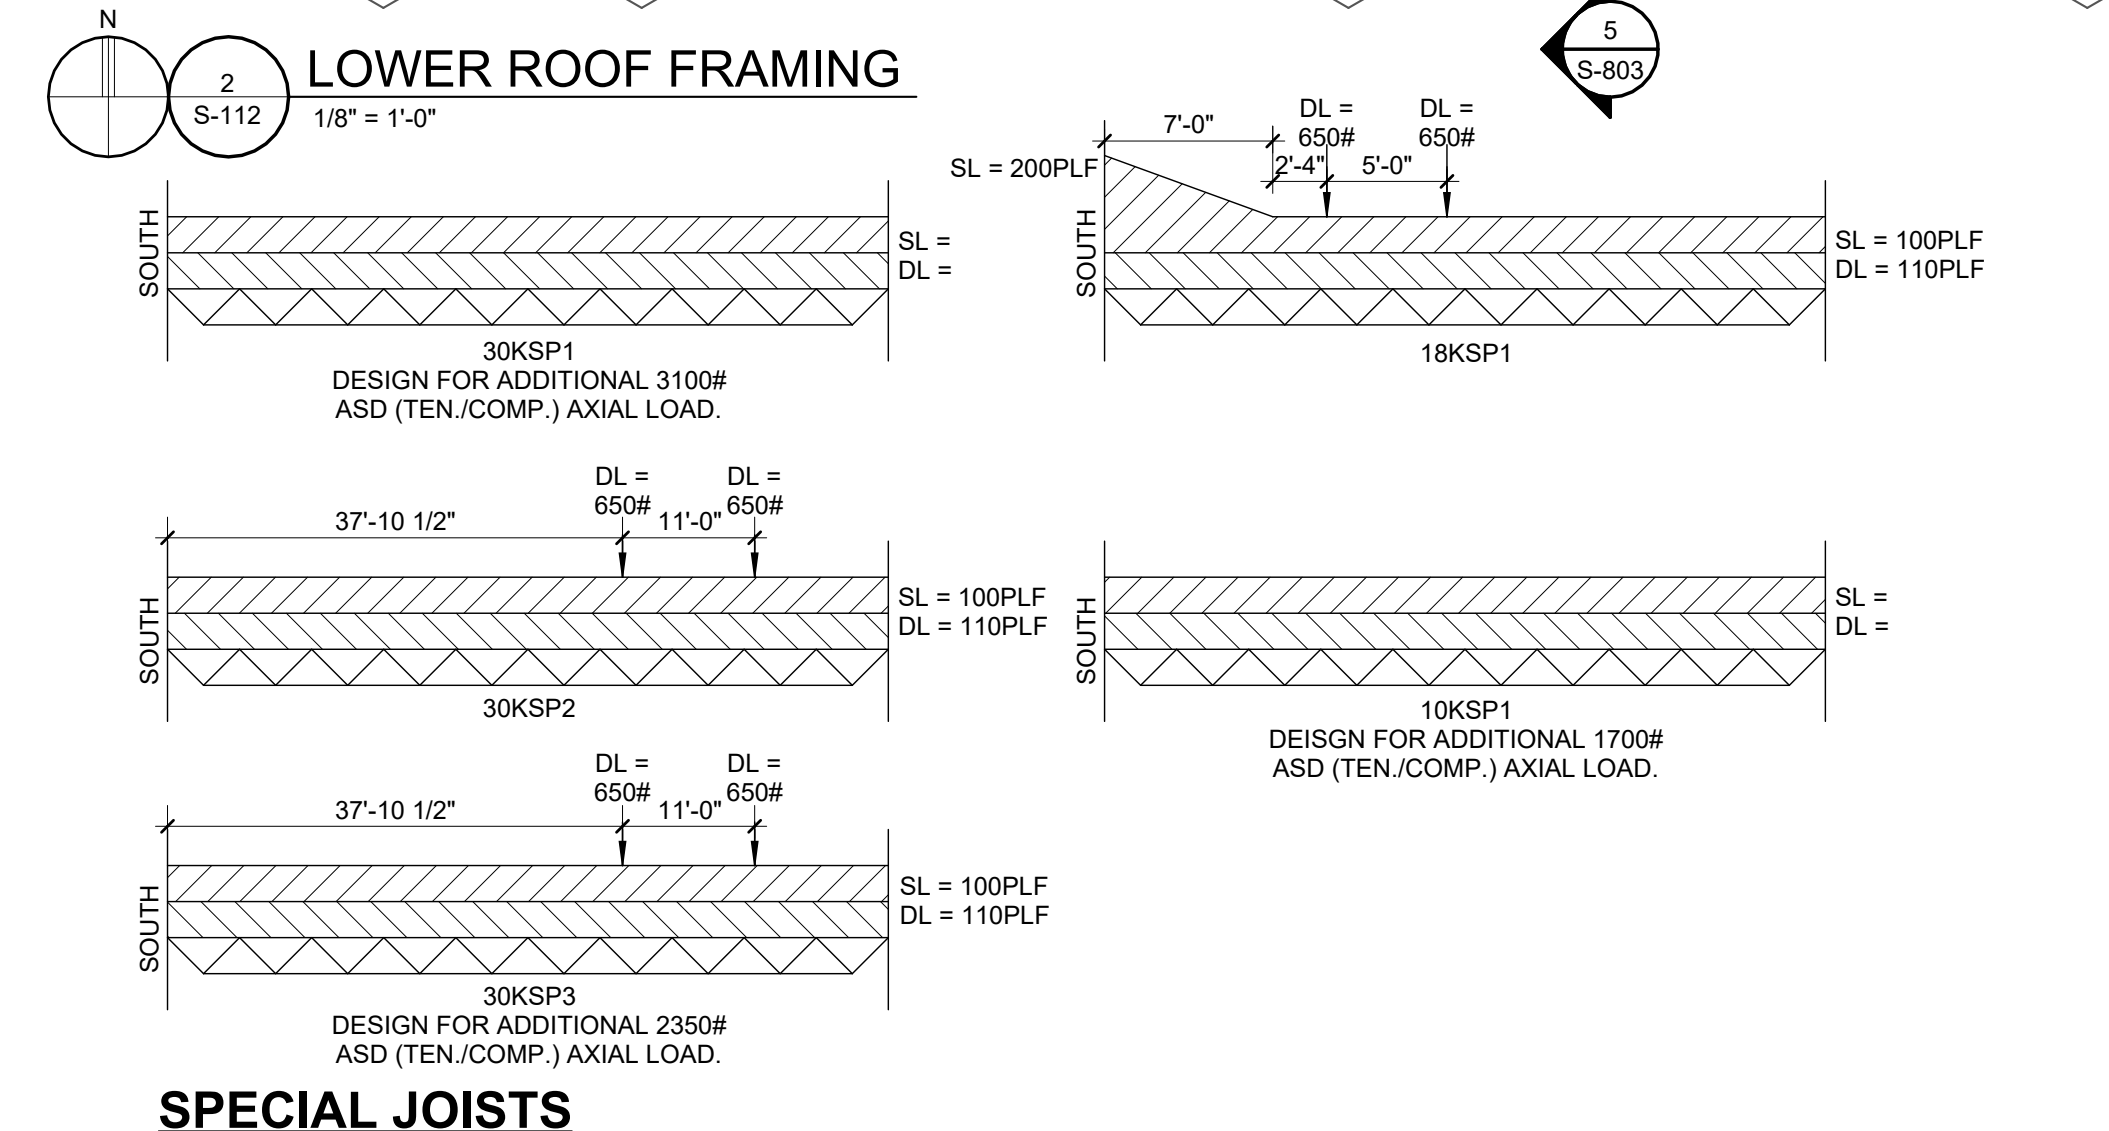 N
2
S-112
LOWER ROOF FRAMING
1/8" = 1'-0"
5
S-803
SOUTH
SL =
DL =
30KSP1
DESIGN FOR ADDITIONAL 3100#
ASD (TEN./COMP.) AXIAL LOAD.
7'-0"
DL =
650#
DL =
650#
2'-4"
5'-0"
SL = 200PLF
SOUTH
SL = 100PLF
DL = 110PLF
18KSP1
37'-10 1/2"
DL =
650#
11'-0"
DL =
650#
SOUTH
SL = 100PLF
DL = 110PLF
30KSP2
SOUTH
SL =
DL =
10KSP1
DEISGN FOR ADDITIONAL 1700#
ASD (TEN./COMP.) AXIAL LOAD.
37'-10 1/2"
DL =
650#
11'-0"
DL =
650#
SOUTH
SL = 100PLF
DL = 110PLF
30KSP3
DESIGN FOR ADDITIONAL 2350#
ASD (TEN./COMP.) AXIAL LOAD.
SPECIAL JOISTS